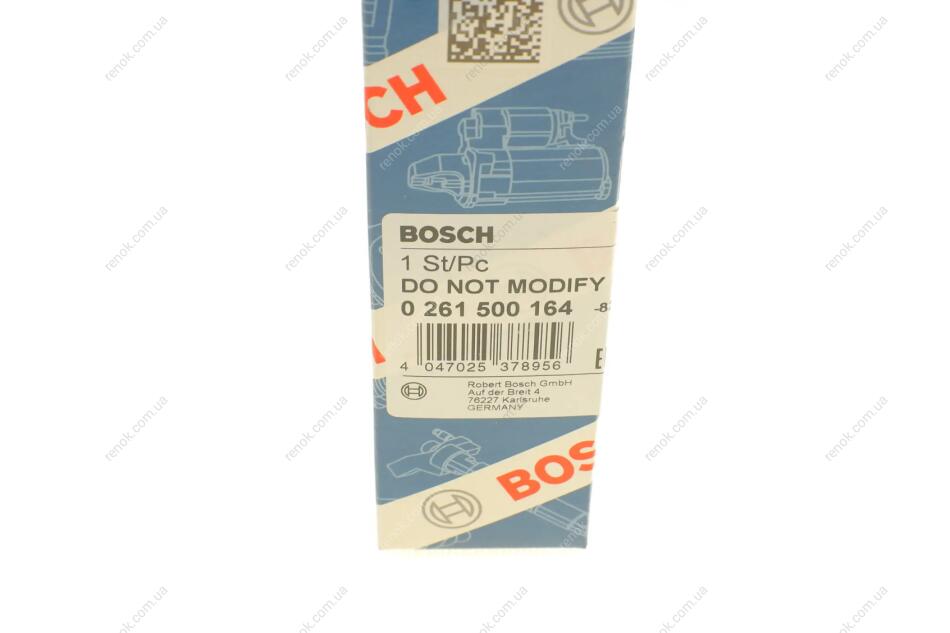 CH
BOSCH
1 St/Pc
DO NOT MODIFY
0 261 500 164
4 047025 378956
Robert Bosch GmbH
Auf der Breit 4
76227 Karlsruhe
GERMANY
BOS
renok.com.ua